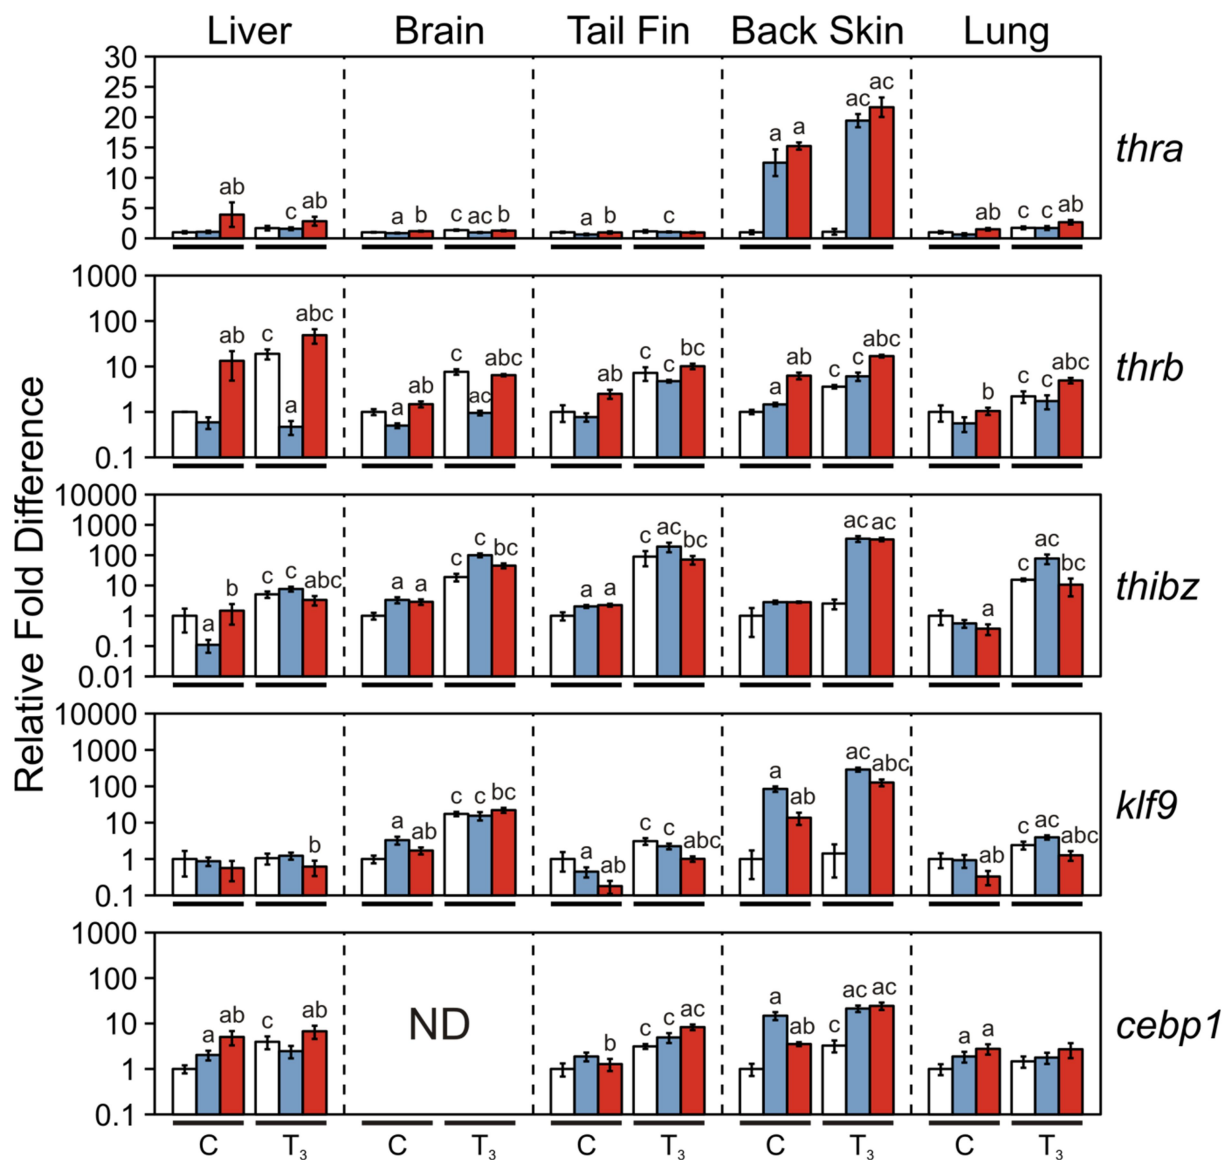 Liver Brain Tail Fin Back Skin Lung
Relative Fold Difference
30
25
20
15
10
5
0
ab c ab
a b c ac b
a b c
a a ac ac
ab c c ab
thra
1000
100
10
1
0.1
ab c a abc
a ab c ac abc
ab c c bc
a ab c c abc
b c c abc
thrb
10000
1000
100
10
1
0.1
0.01
a b c c abc
a a c c bc
a a c ac bc
ac ac
a c ac bc
thibz
10000
1000
100
10
1
0.1
b
a ab c c bc
a ab c c abc
a ab ac abc
ab c ac abc
klf9
1000
100
10
1
0.1
a ab c ab
ND
b c c ac
a ab c ac ac
a a
cebp1
C T₃ C T₃ C T₃ C T₃ C T₃